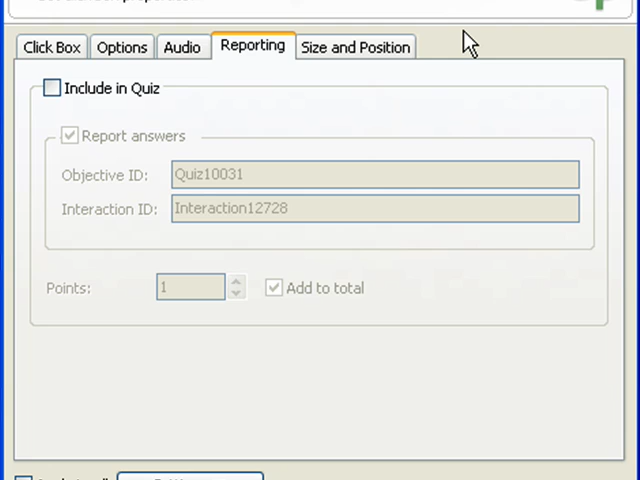 Click Box Options Audio Reporting Size and Position
Include in Quiz
Report answers
Objective ID: Quiz10031
Interaction ID: Interaction12728
Points: 1 Add to total